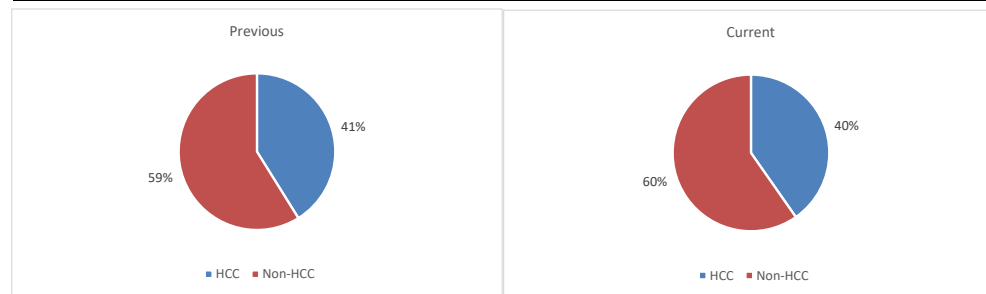 Previous
41%
59%
HCC Non-HCC
Current
40%
60%
HCC Non-HCC